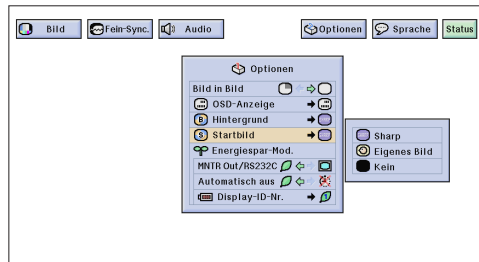 Bild Fein-Sync. Audio Optionen Sprache Status
Optionen
Bild in Bild
OSD-Anzeige
B Hintergrund
S Startbild
Energiespar-Mod.
MNTR Out/RS232C
Automatisch aus
Display-ID-Nr.
Sharp
Eigenes Bild
Kein